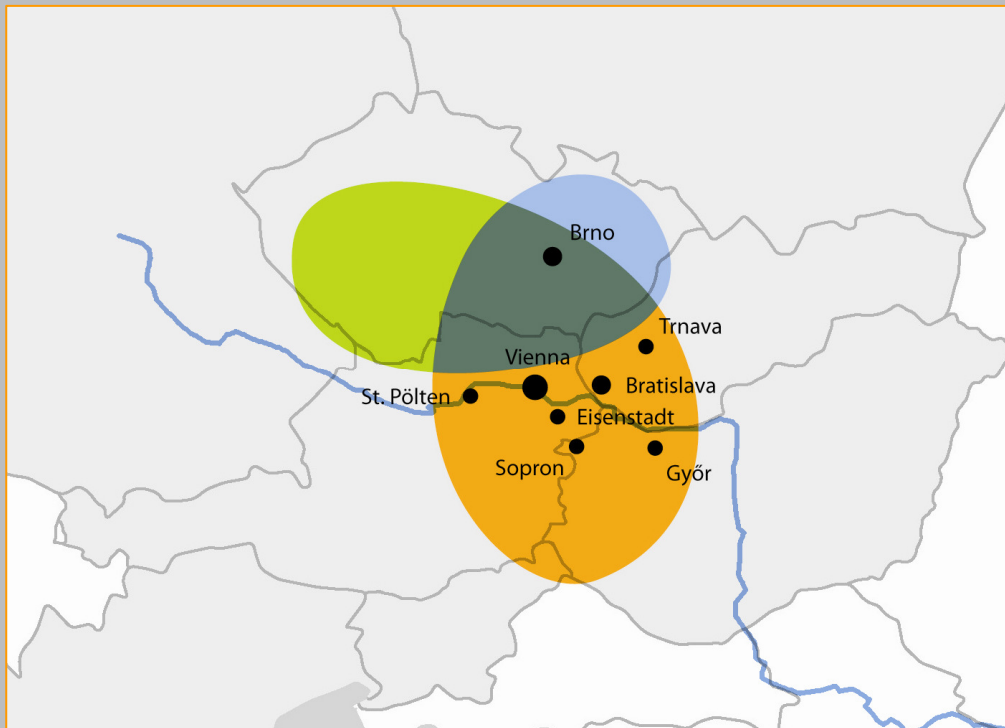 Brno
Trnava
Vienna
St. Pölten
Bratislava
Eisenstadt
Sopron
Győr